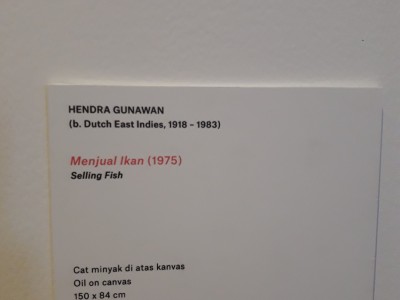 HENDRA GUNAWAN
(b. Dutch East Indies, 1918 – 1983)
Menjual Ikan (1975)
Selling Fish
Cat minyak di atas kanvas
Oil on canvas
150 x 84 cm